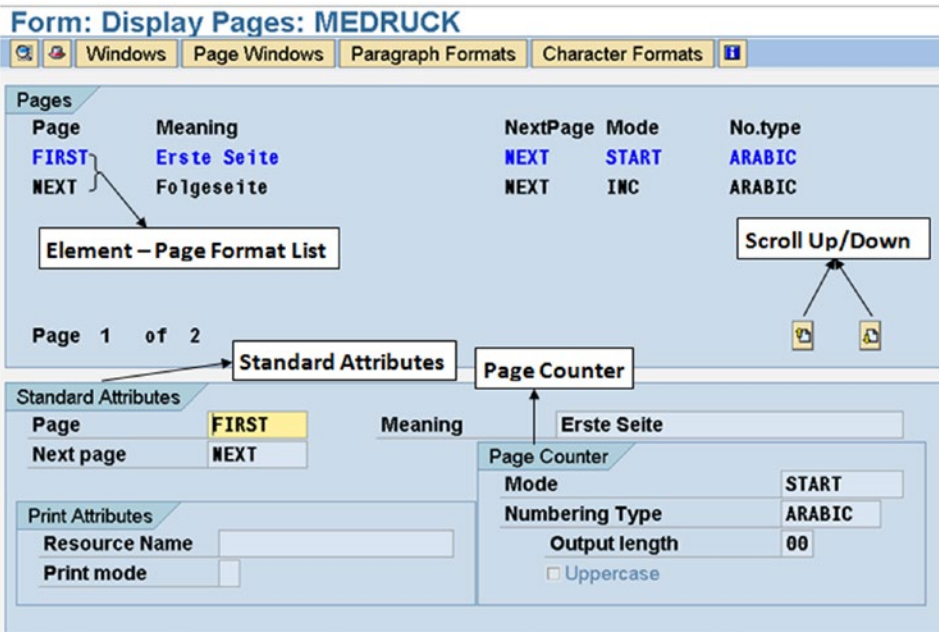 Form: Display Pages: MEDRUCK
Windows Page Windows Paragraph Formats Character Formats
Pages
Page Meaning NextPage Mode No.type
FIRST Erste Seite NEXT START ARABIC
NEXT Folgeseite NEXT INC ARABIC
Element – Page Format List
Scroll Up/Down
Page 1 of 2
Standard Attributes
Page Counter
Standard Attributes
Page FIRST Meaning Erste Seite
Next page NEXT
Page Counter
Mode START
Print Attributes
Numbering Type ARABIC
Resource Name
Output length 00
Print mode
Uppercase